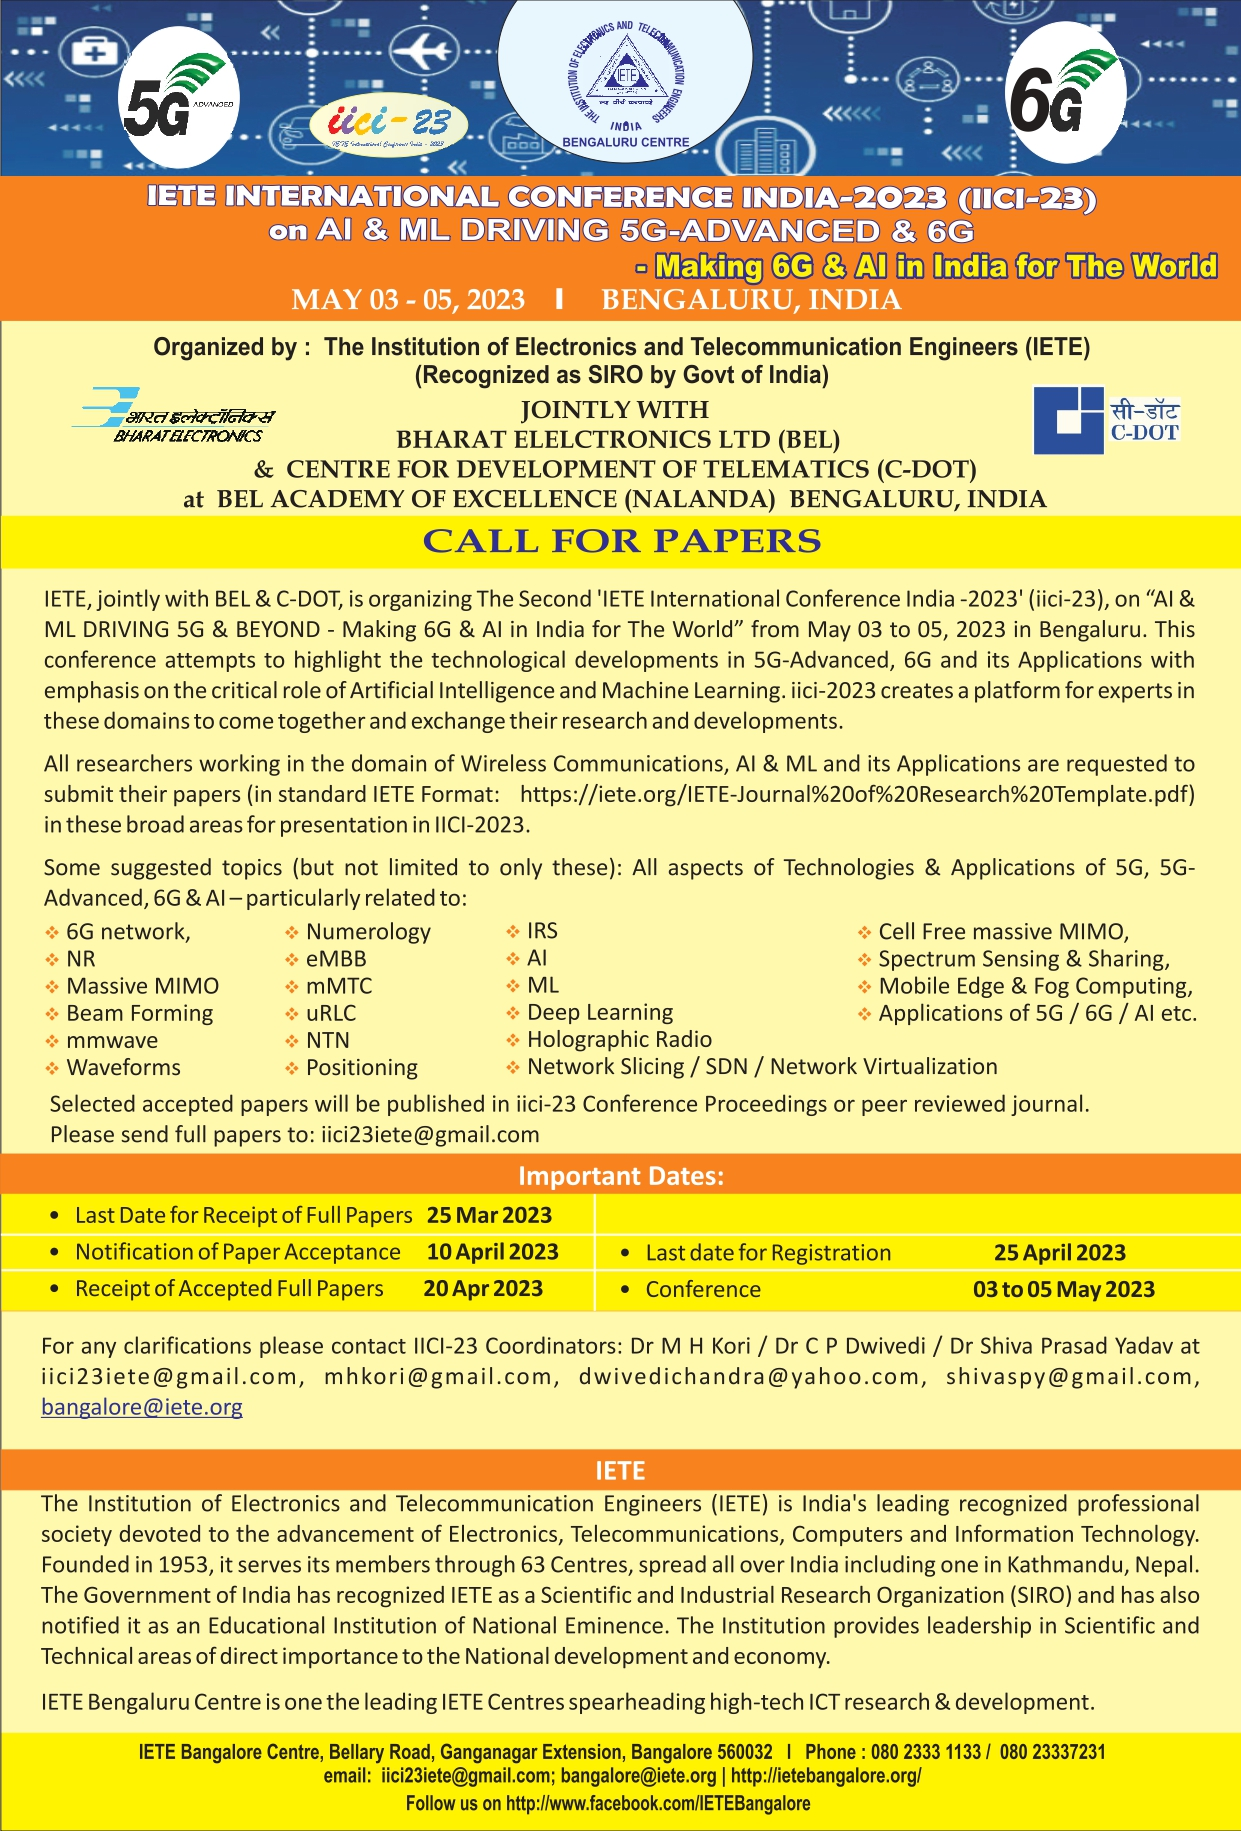 5G ADVANCED
iici-23
IETE International Conference India - 2023
THE INSTITUTION OF ELECTRONICS AND TELECOMMUNICATION ENGINEERS
IETE
INDIA
BENGALURU CENTRE
6G
IETE INTERNATIONAL CONFERENCE INDIA-2023 (IICI-23)
on AI & ML DRIVING 5G-ADVANCED & 6G
- Making 6G & AI in India for The World
MAY 03 - 05, 2023 I BENGALURU, INDIA
Organized by : The Institution of Electronics and Telecommunication Engineers (IETE)
(Recognized as SIRO by Govt of India)
भारत इलेक्ट्रॉनिक्स
BHARAT ELECTRONICS
JOINTLY WITH
BHARAT ELELCTRONICS LTD (BEL)
& CENTRE FOR DEVELOPMENT OF TELEMATICS (C-DOT)
at BEL ACADEMY OF EXCELLENCE (NALANDA) BENGALURU, INDIA
सी-डॉट
C-DOT
CALL FOR PAPERS
IETE, jointly with BEL & C-DOT, is organizing The Second 'IETE International Conference India -2023' (iici-23), on “AI &
ML DRIVING 5G & BEYOND - Making 6G & AI in India for The World” from May 03 to 05, 2023 in Bengaluru. This
conference attempts to highlight the technological developments in 5G-Advanced, 6G and its Applications with
emphasis on the critical role of Artificial Intelligence and Machine Learning. iici-2023 creates a platform for experts in
these domains to come together and exchange their research and developments.
All researchers working in the domain of Wireless Communications, AI & ML and its Applications are requested to
submit their papers (in standard IETE Format: https://iete.org/IETE-Journal%20of%20Research%20Template.pdf)
in these broad areas for presentation in IICI-2023.
Some suggested topics (but not limited to only these): All aspects of Technologies & Applications of 5G, 5G-
Advanced, 6G & AI – particularly related to:
❖ 6G network,
❖ NR
❖ Massive MIMO
❖ Beam Forming
❖ mmwave
❖ Waveforms
❖ Numerology
❖ eMBB
❖ mMTC
❖ uRLC
❖ NTN
❖ Positioning
❖ IRS
❖ AI
❖ ML
❖ Deep Learning
❖ Holographic Radio
❖ Network Slicing / SDN / Network Virtualization
❖ Cell Free massive MIMO,
❖ Spectrum Sensing & Sharing,
❖ Mobile Edge & Fog Computing,
❖ Applications of 5G / 6G / AI etc.
Selected accepted papers will be published in iici-23 Conference Proceedings or peer reviewed journal.
Please send full papers to: iici23iete@gmail.com
Important Dates:
• Last Date for Receipt of Full Papers 25 Mar 2023
• Notification of Paper Acceptance 10 April 2023
• Receipt of Accepted Full Papers 20 Apr 2023
• Last date for Registration 25 April 2023
• Conference 03 to 05 May 2023
For any clarifications please contact IICI-23 Coordinators: Dr M H Kori / Dr C P Dwivedi / Dr Shiva Prasad Yadav at
iici23iete@gmail.com, mhkori@gmail.com, dwivedichandra@yahoo.com, shivaspy@gmail.com,
bangalore@iete.org
IETE
The Institution of Electronics and Telecommunication Engineers (IETE) is India's leading recognized professional
society devoted to the advancement of Electronics, Telecommunications, Computers and Information Technology.
Founded in 1953, it serves its members through 63 Centres, spread all over India including one in Kathmandu, Nepal.
The Government of India has recognized IETE as a Scientific and Industrial Research Organization (SIRO) and has also
notified it as an Educational Institution of National Eminence. The Institution provides leadership in Scientific and
Technical areas of direct importance to the National development and economy.
IETE Bengaluru Centre is one the leading IETE Centres spearheading high-tech ICT research & development.
IETE Bangalore Centre, Bellary Road, Ganganagar Extension, Bangalore 560032 I Phone : 080 2333 1133 / 080 23337231
email: iici23iete@gmail.com; bangalore@iete.org | http://ietebangalore.org/
Follow us on http://www.facebook.com/IETEBangalore